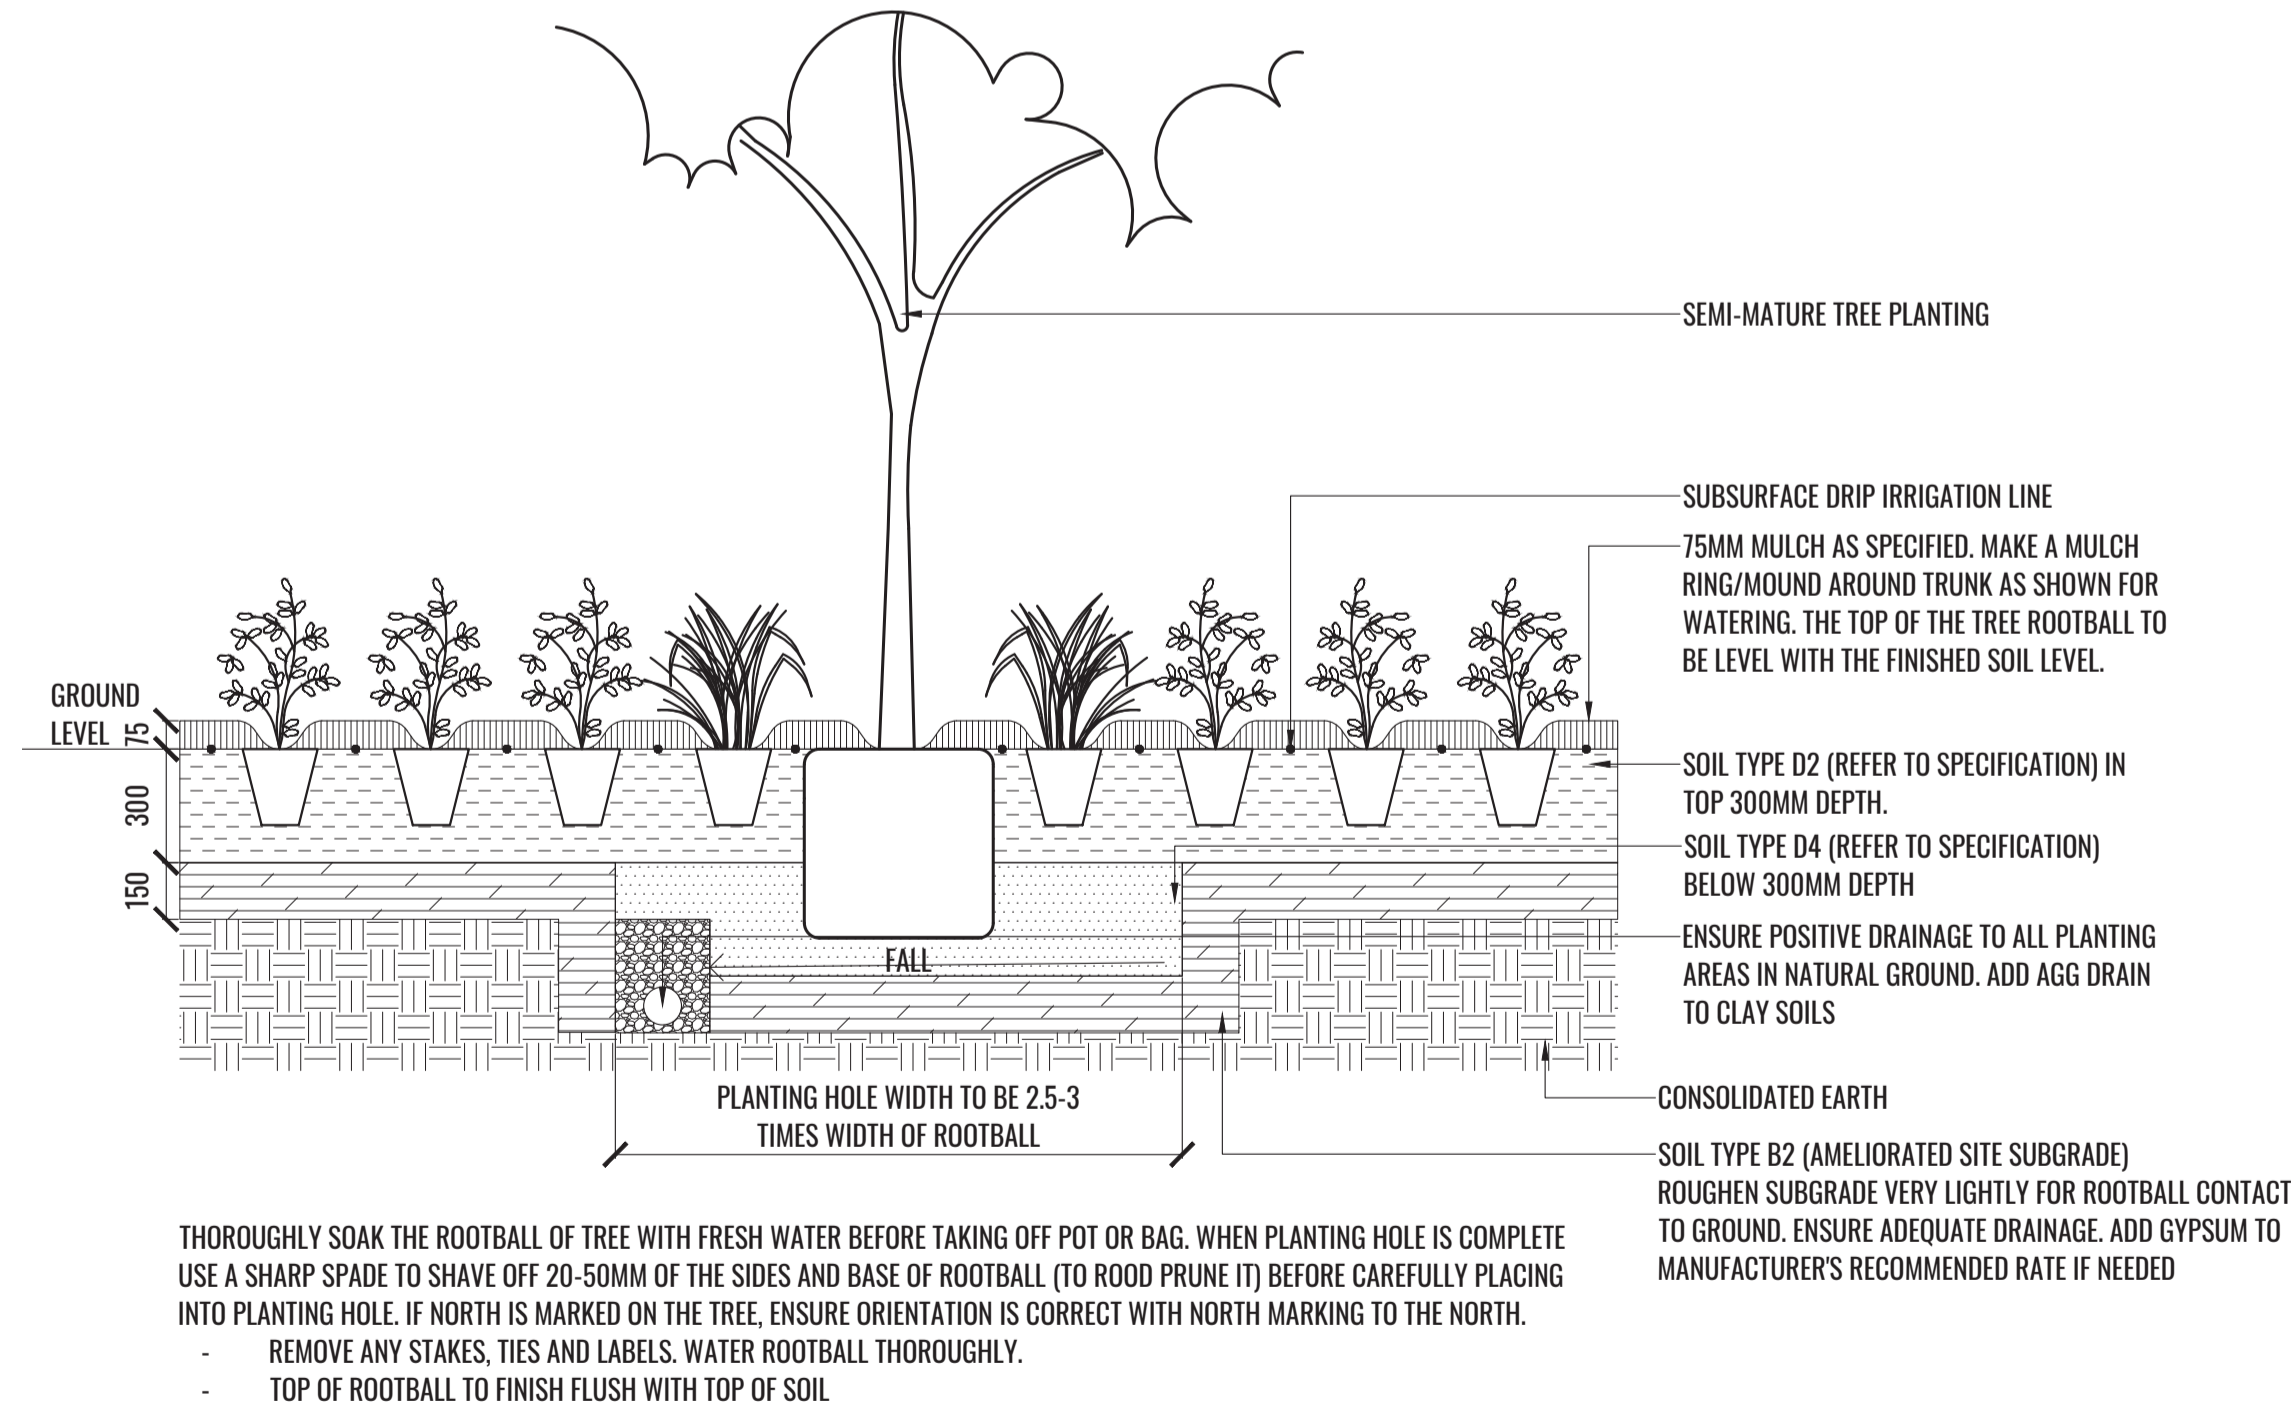 SEMI-MATURE TREE PLANTING
SUBSURFACE DRIP IRRIGATION LINE
75MM MULCH AS SPECIFIED. MAKE A MULCH
RING/MOUND AROUND TRUNK AS SHOWN FOR
WATERING. THE TOP OF THE TREE ROOTBALL TO
BE LEVEL WITH THE FINISHED SOIL LEVEL.
GROUND
LEVEL
75
300
150
SOIL TYPE D2 (REFER TO SPECIFICATION) IN
TOP 300MM DEPTH.
SOIL TYPE D4 (REFER TO SPECIFICATION)
BELOW 300MM DEPTH
ENSURE POSITIVE DRAINAGE TO ALL PLANTING
AREAS IN NATURAL GROUND. ADD AGG DRAIN
TO CLAY SOILS
FALL
PLANTING HOLE WIDTH TO BE 2.5-3
TIMES WIDTH OF ROOTBALL
CONSOLIDATED EARTH
SOIL TYPE B2 (AMELIORATED SITE SUBGRADE)
ROUGHEN SUBGRADE VERY LIGHTLY FOR ROOTBALL CONTACT
TO GROUND. ENSURE ADEQUATE DRAINAGE. ADD GYPSUM TO
MANUFACTURER'S RECOMMENDED RATE IF NEEDED
THOROUGHLY SOAK THE ROOTBALL OF TREE WITH FRESH WATER BEFORE TAKING OFF POT OR BAG. WHEN PLANTING HOLE IS COMPLETE
USE A SHARP SPADE TO SHAVE OFF 20-50MM OF THE SIDES AND BASE OF ROOTBALL (TO ROOD PRUNE IT) BEFORE CAREFULLY PLACING
INTO PLANTING HOLE. IF NORTH IS MARKED ON THE TREE, ENSURE ORIENTATION IS CORRECT WITH NORTH MARKING TO THE NORTH.
- REMOVE ANY STAKES, TIES AND LABELS. WATER ROOTBALL THOROUGHLY.
- TOP OF ROOTBALL TO FINISH FLUSH WITH TOP OF SOIL